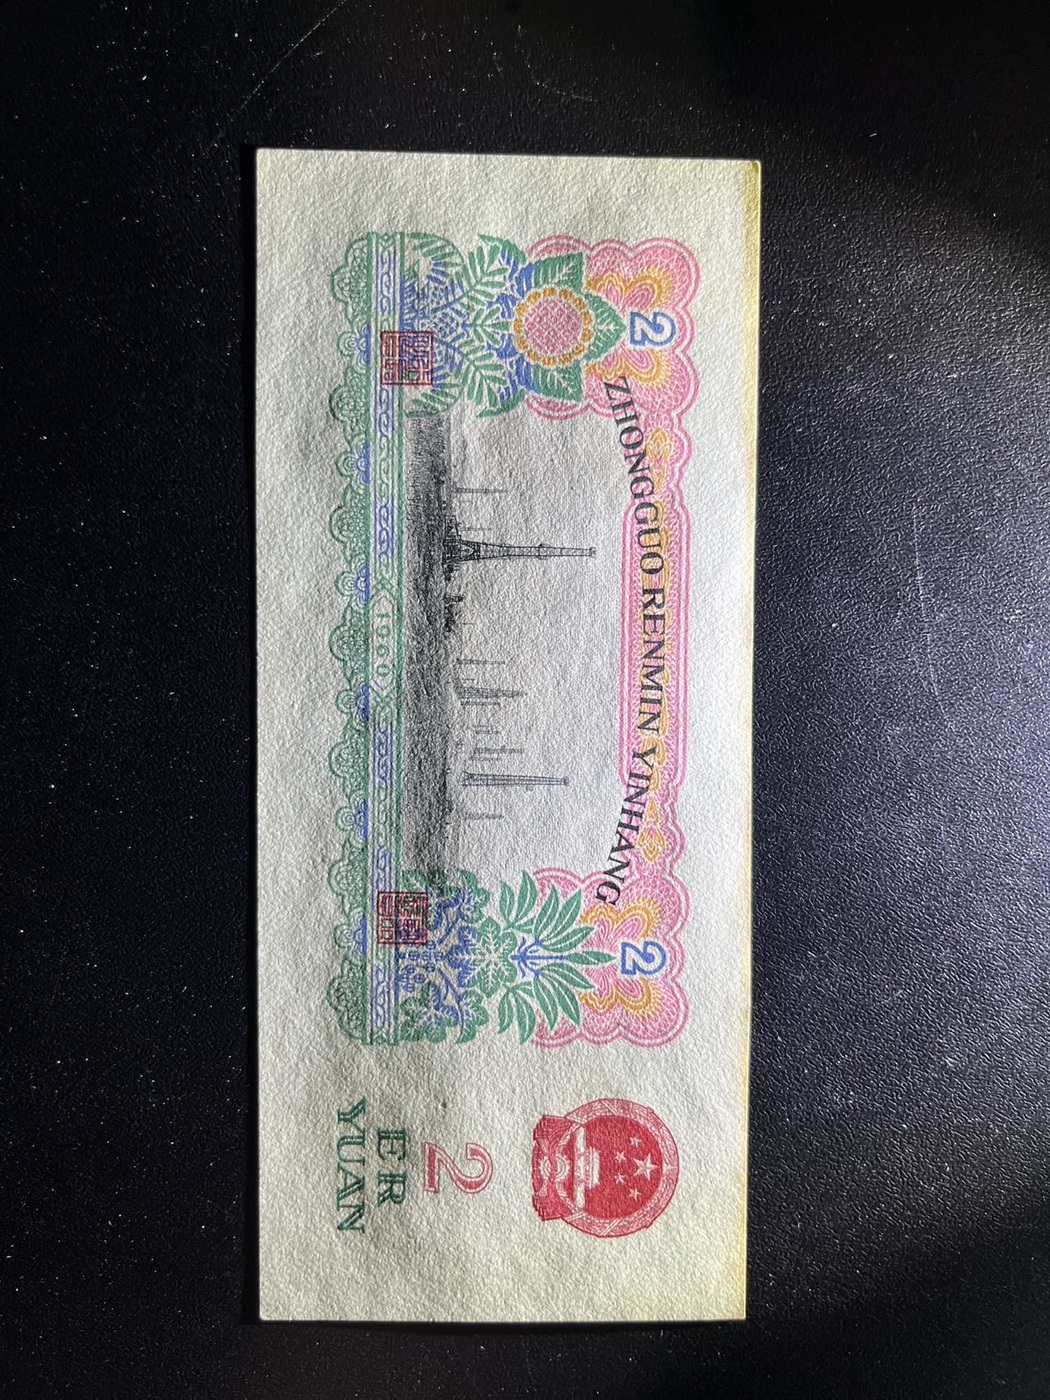 2
ZHONGGUO RENMIN YINHANG
2
1960
2
ER
YUAN